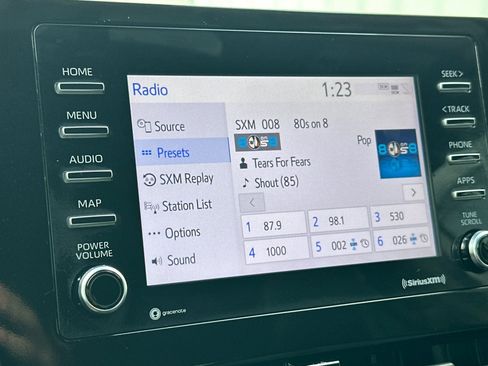 HOME
MENU
AUDIO
MAP
POWER
VOLUME
Radio
1:23
Source
Presets
SXM Replay
Station List
Options
Sound
SXM 008 80s on 8
Pop
Tears For Fears
Shout (85)
<
>
1 87.9
2 98.1
3 530
4 1000
5 002
6 026
SEEK >
< TRACK
PHONE
APPS
TUNE
SCROLL
gracenote
SiriusXM